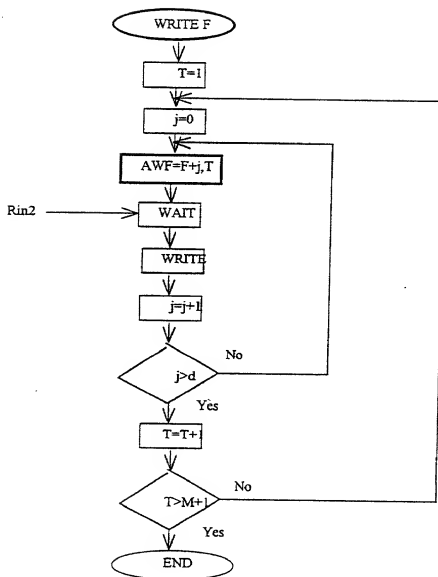 WRITE F
T=1
j=0
AWF=F+j,T
Rin2
WAIT
WRITE
j=j+1
No
j>d
Yes
T=T+1
No
T>M+1
Yes
END